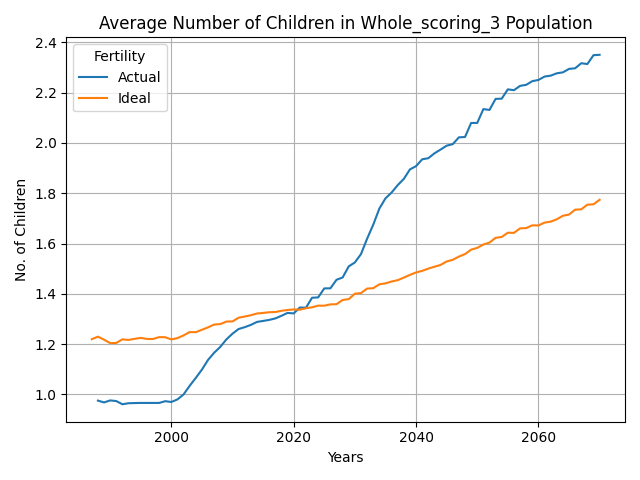 Average Number of Children in Whole_scoring_3 Population
Fertility
Actual
Ideal
No. of Children
2.4
2.2
2.0
1.8
1.6
1.4
1.2
1.0
2000 2020 2040 2060
Years